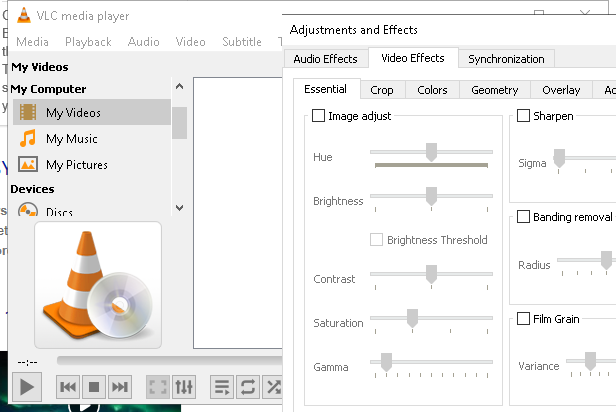 VLC media player
Media Playback Audio Video Subtitle
My Videos
My Computer
My Videos
My Music
My Pictures
Devices
Discs
--:--
Adjustments and Effects
Audio Effects Video Effects Synchronization
Essential Crop Colors Geometry Overlay
Image adjust
Hue
Brightness
Brightness Threshold
Contrast
Saturation
Gamma
Sharpen
Sigma
Banding removal
Radius
Film Grain
Variance